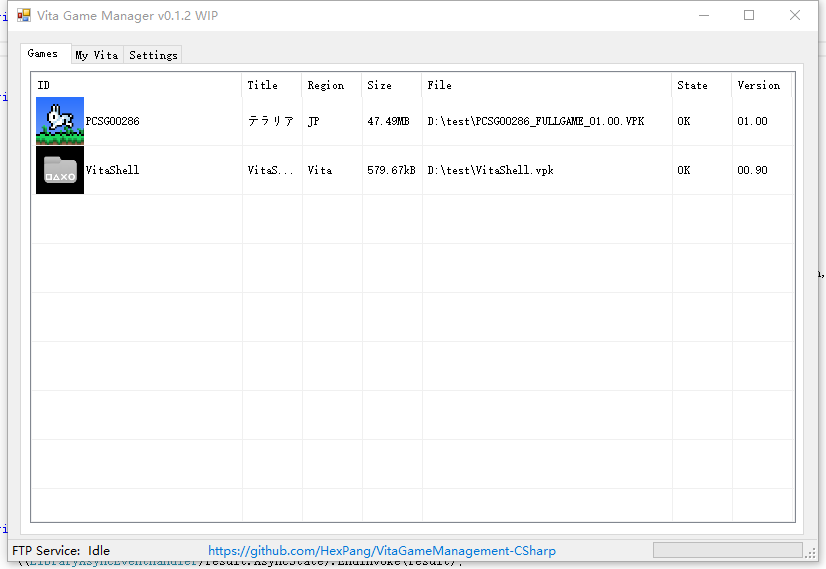 Vita Game Manager v0.1.2 WIP
Games My Vita Settings
ID Title Region Size File State Version
PCSG00286 テラリア JP 47.49MB D:\test\PCSG00286_FULLGAME_01.00.VPK OK 01.00
VitaShell VitaS... Vita 579.67kB D:\test\VitaShell.vpk OK 00.90
FTP Service: Idle https://github.com/HexPang/VitaGameManagement-CSharp